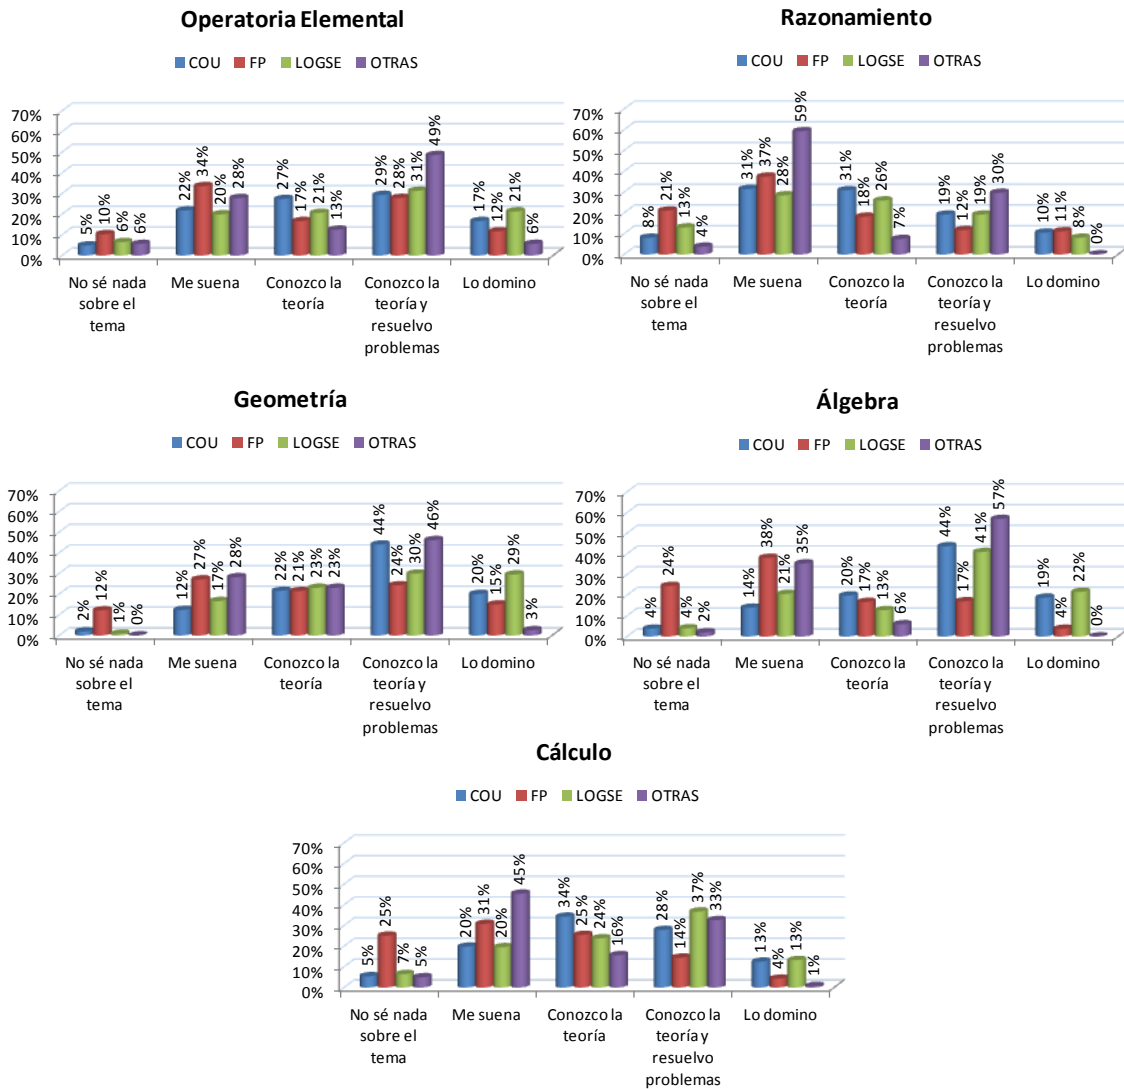 Operatoria Elemental
COU FP LOGSE OTRAS
70%
60%
50%
40%
30%
20%
10%
0%
5% 10% 6% 6%
22% 34% 20% 28%
27% 17% 21% 13%
29% 28% 31% 49%
17% 12% 21% 6%
No sé nada sobre el tema
Me suena
Conozco la teoría
Conozco la teoría y resuelvo problemas
Lo domino
Razonamiento
COU FP LOGSE OTRAS
70%
60%
50%
40%
30%
20%
10%
0%
8% 21% 13% 4%
31% 37% 28% 59%
31% 18% 26% 7%
19% 12% 19% 30%
10% 11% 8% 0%
No sé nada sobre el tema
Me suena
Conozco la teoría
Conozco la teoría y resuelvo problemas
Lo domino
Geometría
COU FP LOGSE OTRAS
70%
60%
50%
40%
30%
20%
10%
0%
2% 12% 1% 0%
12% 27% 17% 28%
22% 21% 23% 23%
44% 24% 30% 46%
20% 15% 29% 3%
No sé nada sobre el tema
Me suena
Conozco la teoría
Conozco la teoría y resuelvo problemas
Lo domino
Álgebra
COU FP LOGSE OTRAS
70%
60%
50%
40%
30%
20%
10%
0%
4% 24% 4% 2%
14% 38% 21% 35%
20% 17% 13% 6%
44% 17% 41% 57%
19% 4% 22% 0%
No sé nada sobre el tema
Me suena
Conozco la teoría
Conozco la teoría y resuelvo problemas
Lo domino
Cálculo
COU FP LOGSE OTRAS
70%
60%
50%
40%
30%
20%
10%
0%
5% 25% 7% 5%
20% 31% 20% 45%
34% 25% 24% 16%
28% 14% 37% 33%
13% 4% 13% 1%
No sé nada sobre el tema
Me suena
Conozco la teoría
Conozco la teoría y resuelvo problemas
Lo domino